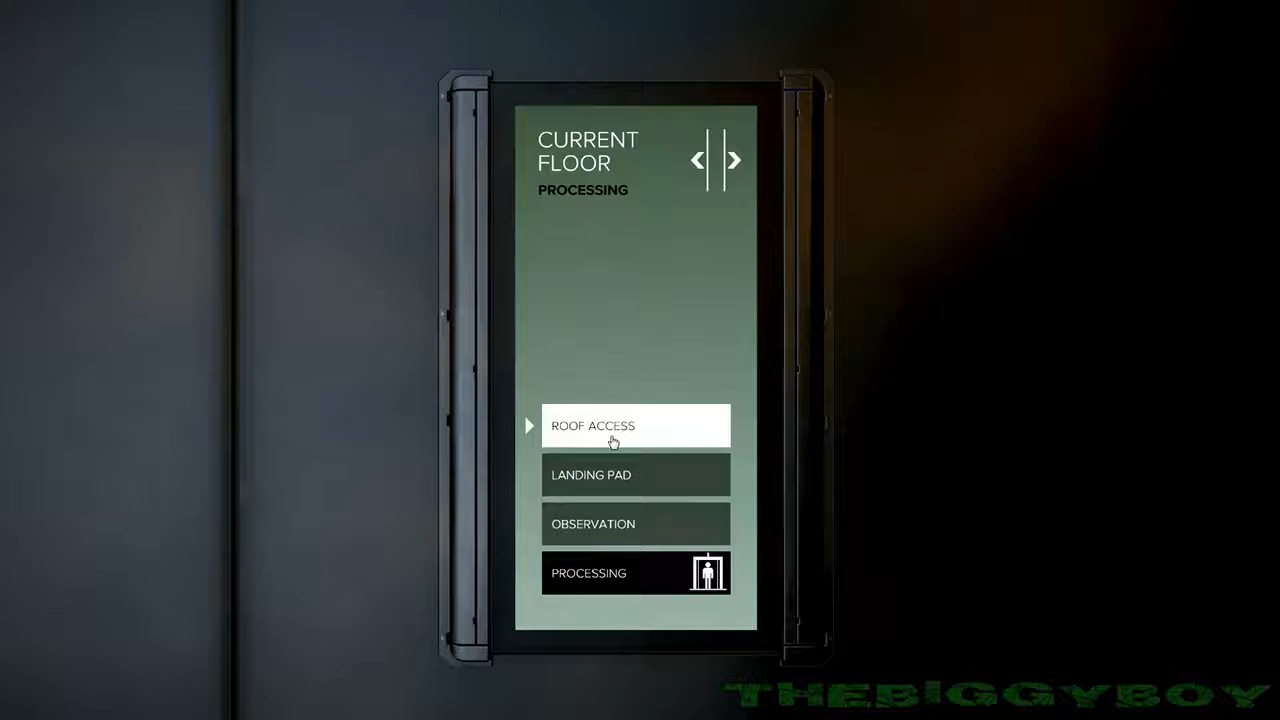 CURRENT
FLOOR
PROCESSING
ROOF ACCESS
LANDING PAD
OBSERVATION
PROCESSING
THEBIGGYBOY